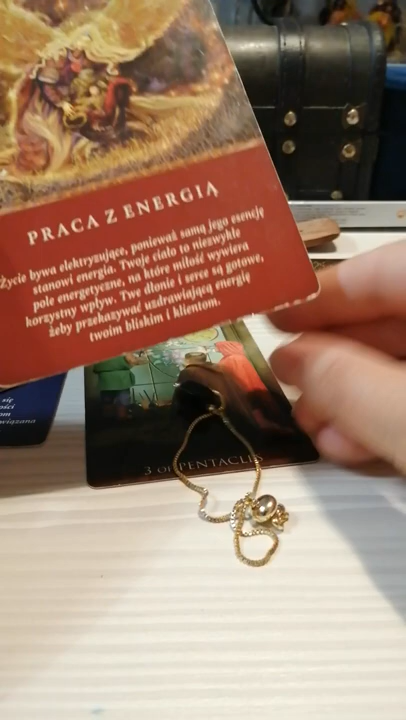 PRACA Z ENERGIĄ
Życie bywa elektryzujące, ponieważ samą jego esencję
stanowi energia. Twoje ciało to niezwykłe
pole energetyczne, na które miłość wywiera
korzystny wpływ. Twe dłonie i serce są gotowe,
żeby przekazywać uzdrawiającą energię
twoim bliskim i klientom.
się
3 OF PENTACLES